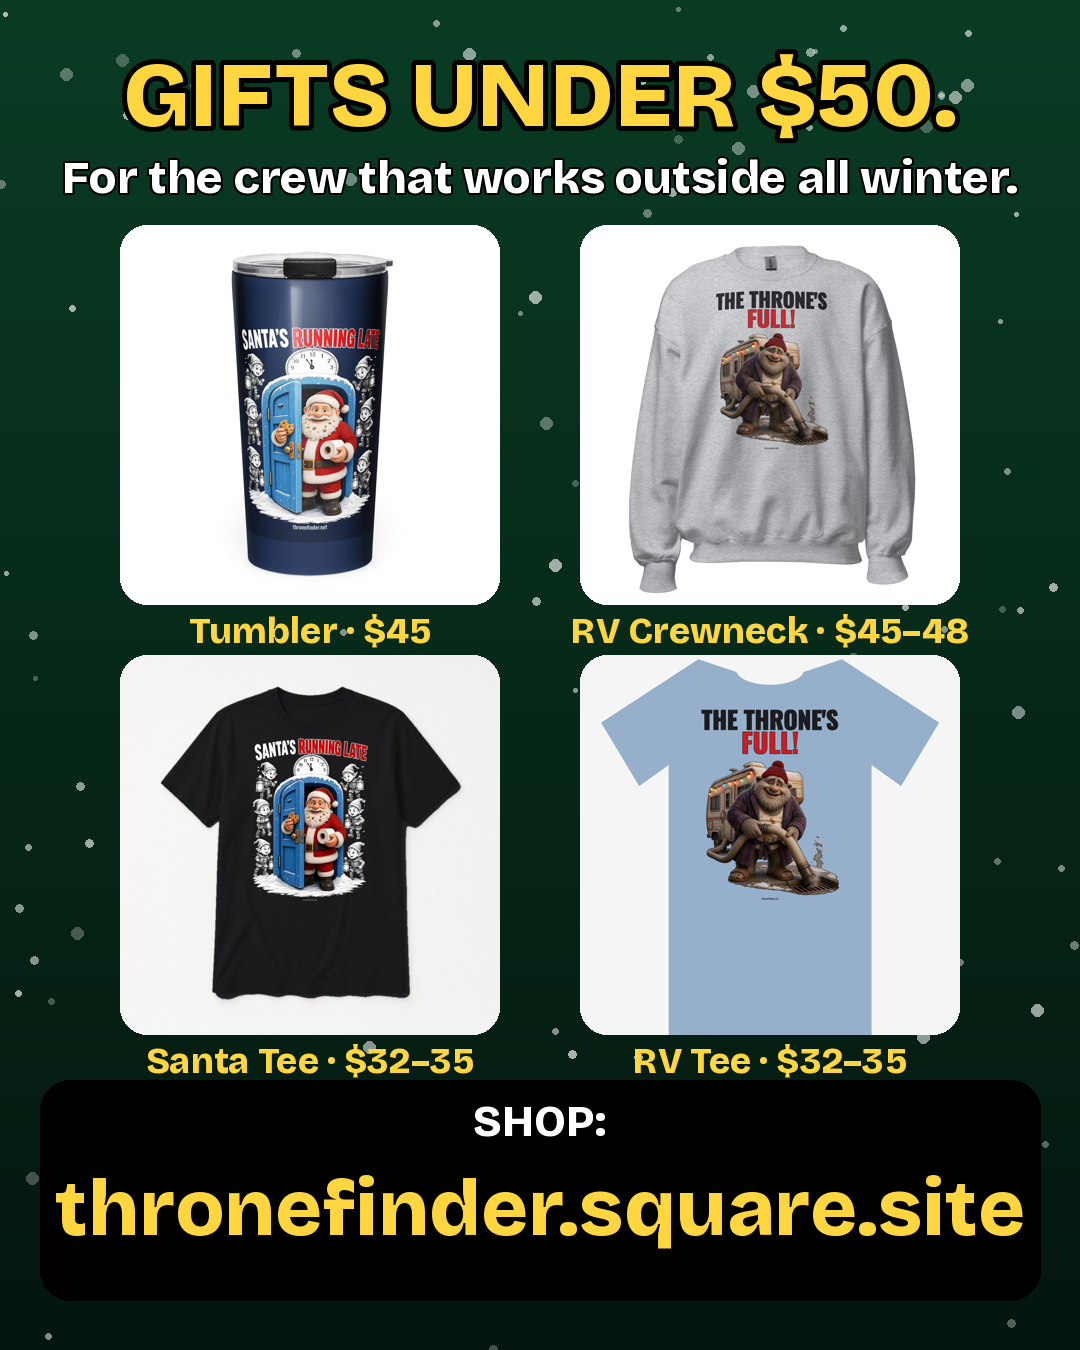 GIFTS UNDER $50.
For the crew that works outside all winter.
SANTA'S RUNNING LATE
thronefinder.net
THE THRONE'S
FULL!
Tumbler · $45
RV Crewneck · $45–48
SANTA'S RUNNING LATE
THE THRONE'S
FULL!
Santa Tee · $32–35
RV Tee · $32–35
SHOP:
thronefinder.square.site